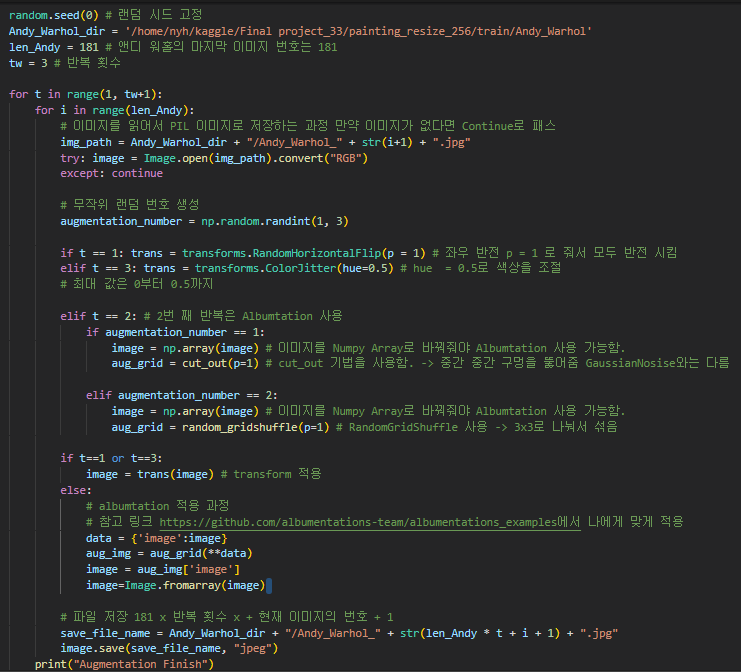 random.seed(0) # 랜덤 시드 고정
Andy_Warhol_dir = '/home/nyh/kaggle/Final project_33/painting_resize_256/train/Andy_Warhol'
len_Andy = 181 # 앤디 워홀의 마지막 이미지 번호는 181
tw = 3 # 반복 횟수

for t in range(1, tw+1):
    for i in range(len_Andy):
        # 이미지를 읽어서 PIL 이미지로 저장하는 과정 만약 이미지가 없다면 Continue로 패스
        img_path = Andy_Warhol_dir + "/Andy_Warhol_" + str(i+1) + ".jpg"
        try: image = Image.open(img_path).convert("RGB")
        except: continue

        # 무작위 랜덤 번호 생성
        augmentation_number = np.random.randint(1, 3)

        if t == 1: trans = transforms.RandomHorizontalFlip(p = 1) # 좌우 반전 p = 1 로 줘서 모두 반전 시킴
        elif t == 3: trans = transforms.ColorJitter(hue=0.5) # hue  = 0.5로 색상을 조절
        # 최대 값은 0부터 0.5까지

        elif t == 2: # 2번 째 반복은 Albumtation 사용
            if augmentation_number == 1:
                image = np.array(image) # 이미지를 Numpy Array로 바꿔줘야 Albumtation 사용 가능함.
                aug_grid = cut_out(p=1) # cut_out 기법을 사용함. -> 중간 중간 구멍을 뚫어줌 GaussianNosise와는 다름

            elif augmentation_number == 2:
                image = np.array(image) # 이미지를 Numpy Array로 바꿔줘야 Albumtation 사용 가능함.
                aug_grid = random_gridshuffle(p=1) # RandomGridShuffle 사용 -> 3x3로 나눠서 섞음

        if t==1 or t==3:
            image = trans(image) # transform 적용
        else:
            # albumtation 적용 과정
            # 참고 링크 https://github.com/albumentations-team/albumentations_examples에서 나에게 맞게 적용
            data = {'image':image}
            aug_img = aug_grid(**data)
            image = aug_img['image']
            image=Image.fromarray(image)

        # 파일 저장 181 x 반복 횟수 x + 현재 이미지의 번호 + 1
        save_file_name = Andy_Warhol_dir + "/Andy_Warhol_" + str(len_Andy * t + i + 1) + ".jpg"
        image.save(save_file_name, "jpeg")
    print("Augmentation Finish")